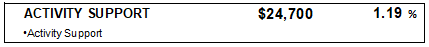 ACTIVITY SUPPORT $24,700 1.19 %
•Activity Support